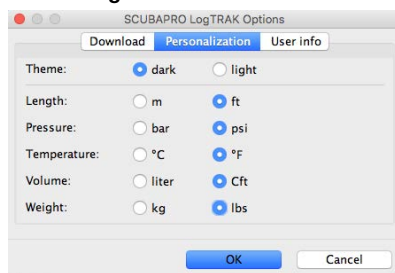 SCUBAPRO LogTRAK Options
Download Personalization User info
Theme: dark light
Length: m ft
Pressure: bar psi
Temperature: °C °F
Volume: liter Cft
Weight: kg lbs
OK Cancel